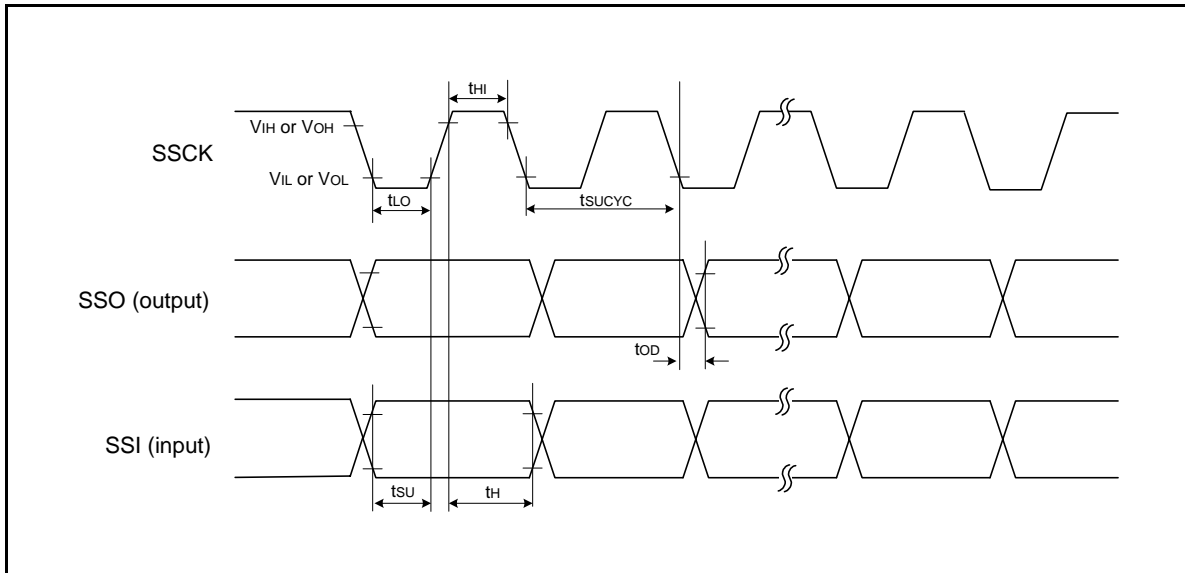 tHI
VIH or VOH
SSCK
VIL or VOL
tLO
tSUCYC
SSO (output)
tOD
SSI (input)
tSU
tH